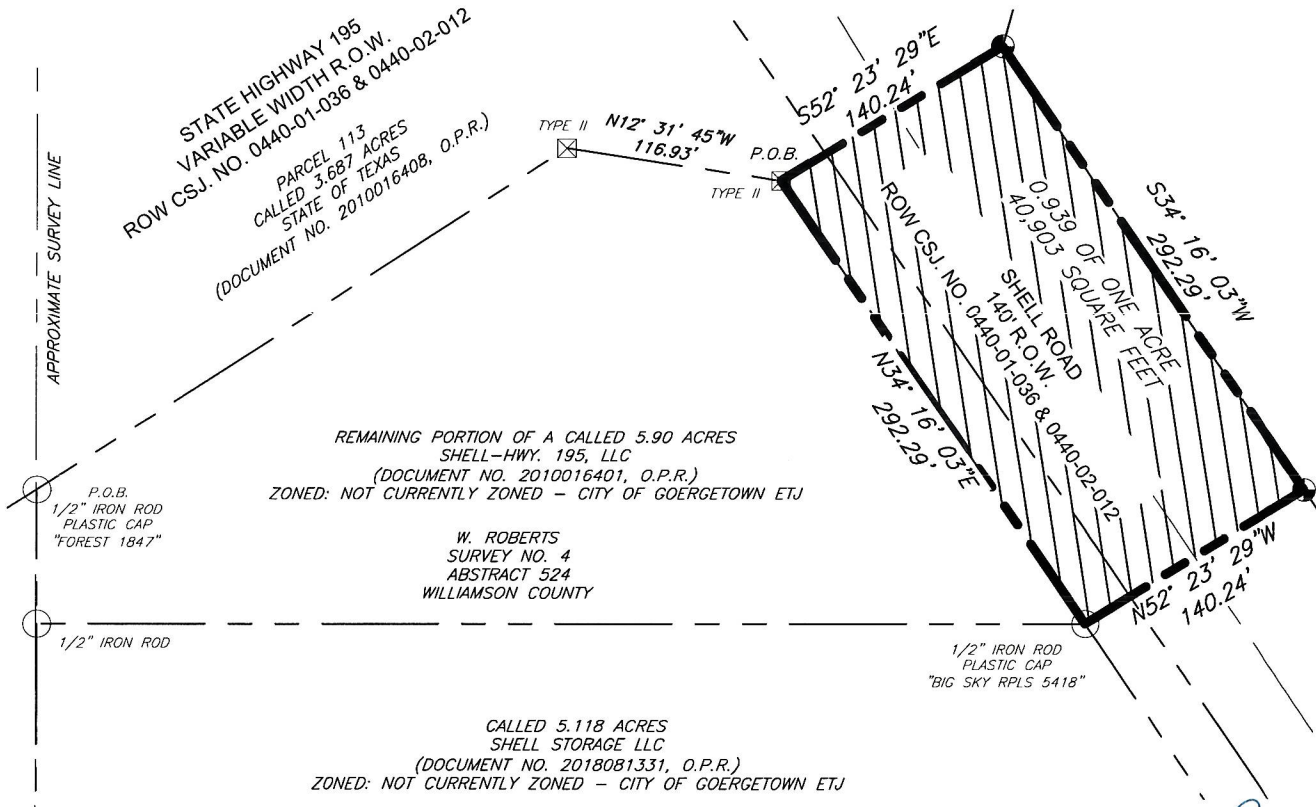 STATE HIGHWAY 195
VARIABLE WIDTH R.O.W.
ROW CSJ. NO. 0440-01-036 & 0440-02-012
PARCEL 113
CALLED 3.687 ACRES
STATE OF TEXAS
(DOCUMENT NO. 2010016408, O.P.R.)
APPROXIMATE SURVEY LINE
TYPE II
N12° 31' 45"W
116.93'
P.O.B.
TYPE II
S52° 23' 29"E
140.24'
S34° 16' 03"W
292.29'
0.939 OF ONE ACRE
40,903 SQUARE FEET
SHELL ROAD
140' R.O.W.
ROW CSJ. NO. 0440-01-036 & 0440-02-012
N34° 16' 03"E
292.29'
N52° 23' 29"W
140.24'
REMAINING PORTION OF A CALLED 5.90 ACRES
SHELL-HWY. 195, LLC
(DOCUMENT NO. 2010016401, O.P.R.)
ZONED: NOT CURRENTLY ZONED – CITY OF GOERGETOWN ETJ
P.O.B.
1/2" IRON ROD
PLASTIC CAP
"FOREST 1847"
W. ROBERTS
SURVEY NO. 4
ABSTRACT 524
WILLIAMSON COUNTY
1/2" IRON ROD
1/2" IRON ROD
PLASTIC CAP
"BIG SKY RPLS 5418"
CALLED 5.118 ACRES
SHELL STORAGE LLC
(DOCUMENT NO. 2018081331, O.P.R.)
ZONED: NOT CURRENTLY ZONED – CITY OF GOERGETOWN ETJ